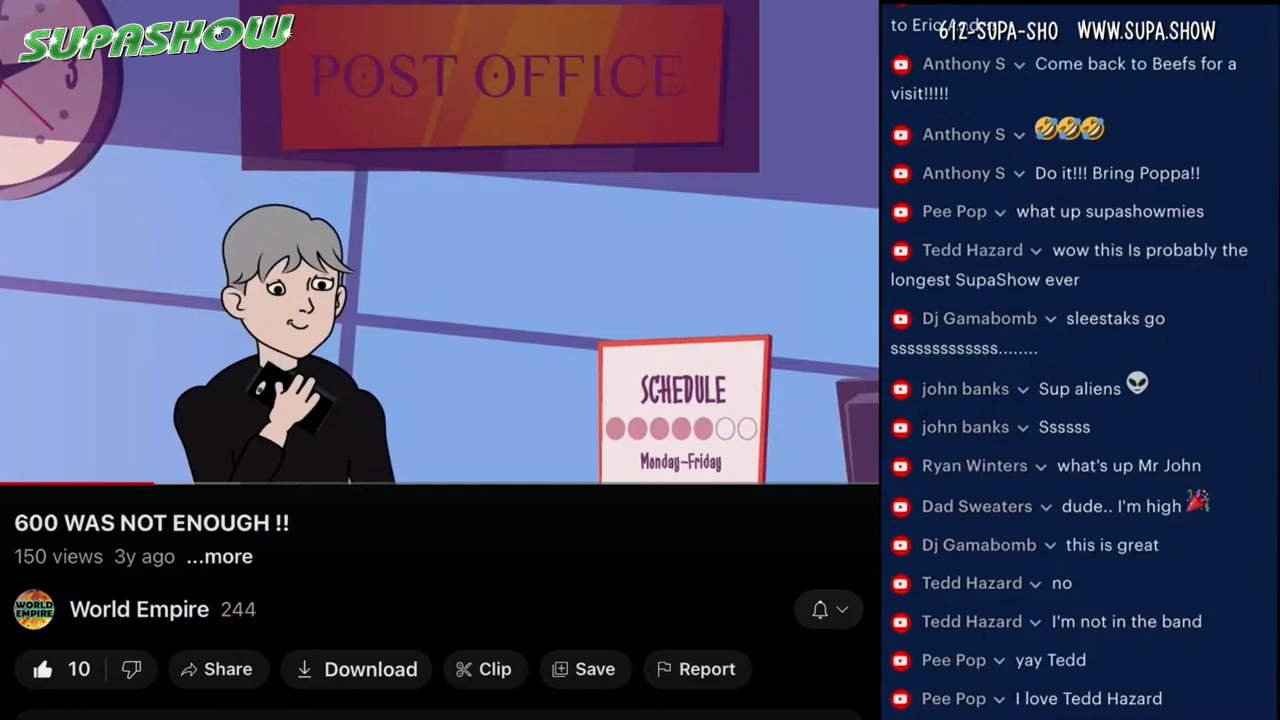 SUPASHOW
3
POST OFFICE
SCHEDULE
Monday-Friday
600 WAS NOT ENOUGH !!
150 views 3y ago ...more
WORLD
EMPIRE
World Empire 244
10 Share Download Clip Save Report
612-SUPA-SHO WWW.SUPA.SHOW
to Eric
Anthony S Come back to Beefs for a
visit!!!!!
Anthony S 🤣🤣🤣
Anthony S Do it!!! Bring Poppa!!
Pee Pop what up supashowmies
Tedd Hazard wow this Is probably the
longest SupaShow ever
Dj Gamabomb sleestaks go
sssssssssssss........
john banks Sup aliens 👽
john banks Ssssss
Ryan Winters what's up Mr John
Dad Sweaters dude.. I'm high 🎉
Dj Gamabomb this is great
Tedd Hazard no
Tedd Hazard I'm not in the band
Pee Pop yay Tedd
Pee Pop I love Tedd Hazard